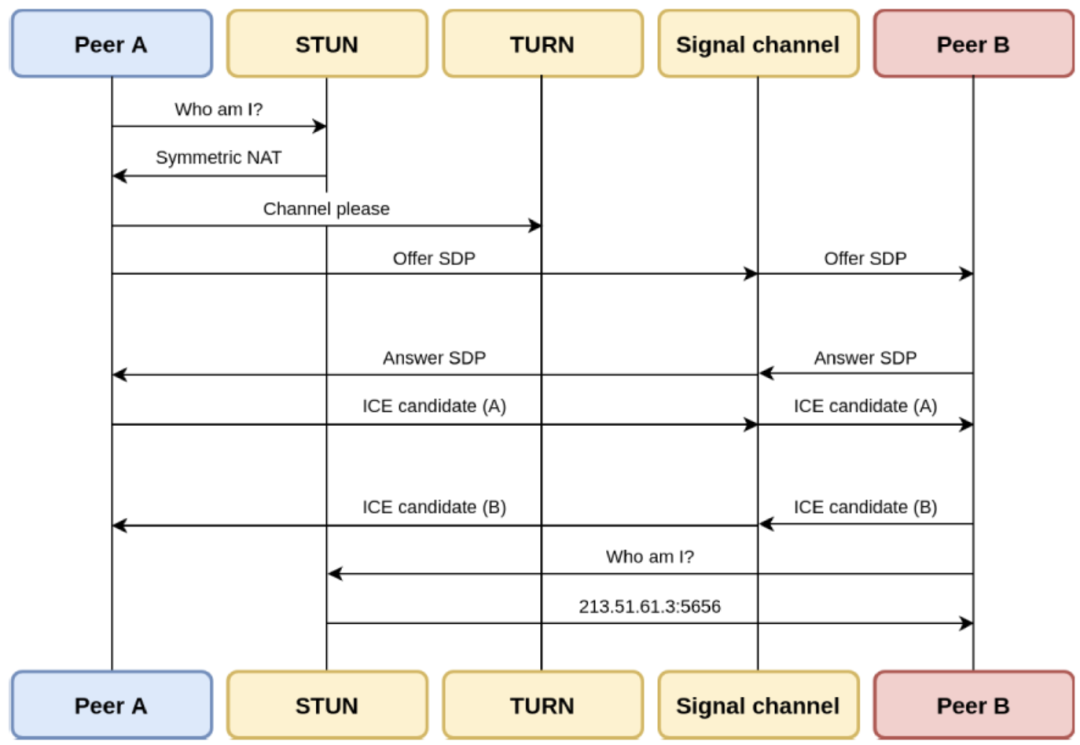 Peer A
STUN
TURN
Signal channel
Peer B
Who am I?
Symmetric NAT
Channel please
Offer SDP
Offer SDP
Answer SDP
Answer SDP
ICE candidate (A)
ICE candidate (A)
ICE candidate (B)
ICE candidate (B)
Who am I?
213.51.61.3:5656
Peer A
STUN
TURN
Signal channel
Peer B